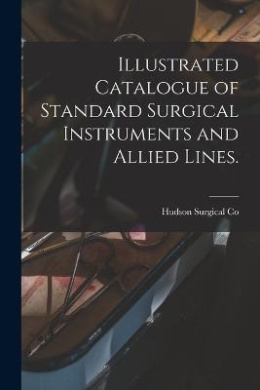 Illustrated
Catalogue of
Standard Surgical
Instruments and
Allied Lines.
Hudson Surgical Co